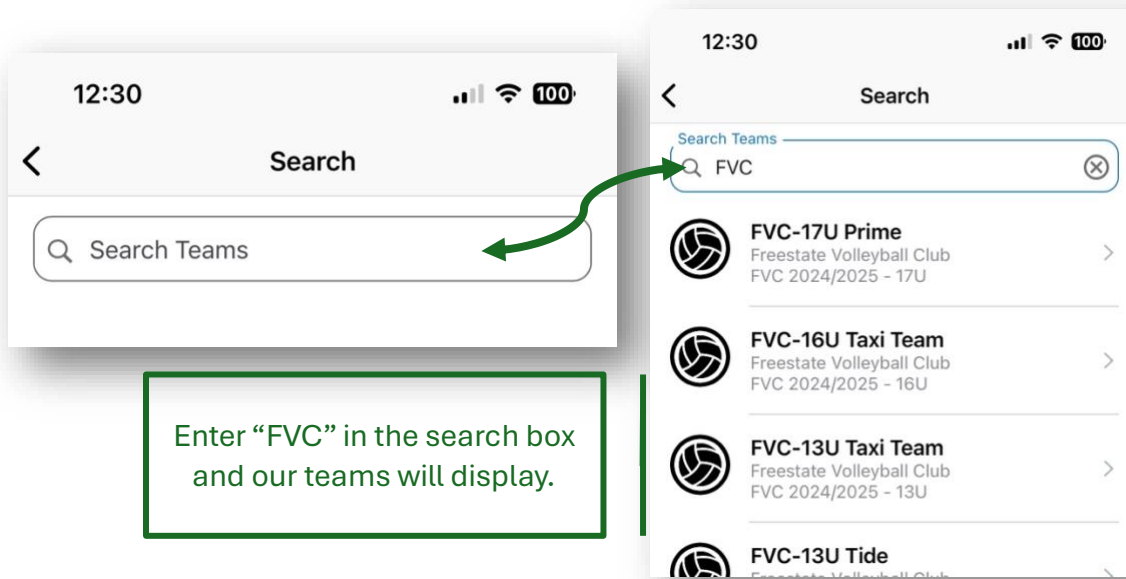 12:30
100
Search
Search Teams
Enter “FVC” in the search box
and our teams will display.
12:30
100
Search
Search Teams
FVC
FVC-17U Prime
Freestate Volleyball Club
FVC 2024/2025 - 17U
FVC-16U Taxi Team
Freestate Volleyball Club
FVC 2024/2025 - 16U
FVC-13U Taxi Team
Freestate Volleyball Club
FVC 2024/2025 - 13U
FVC-13U Tide
Freestate Volleyball Club